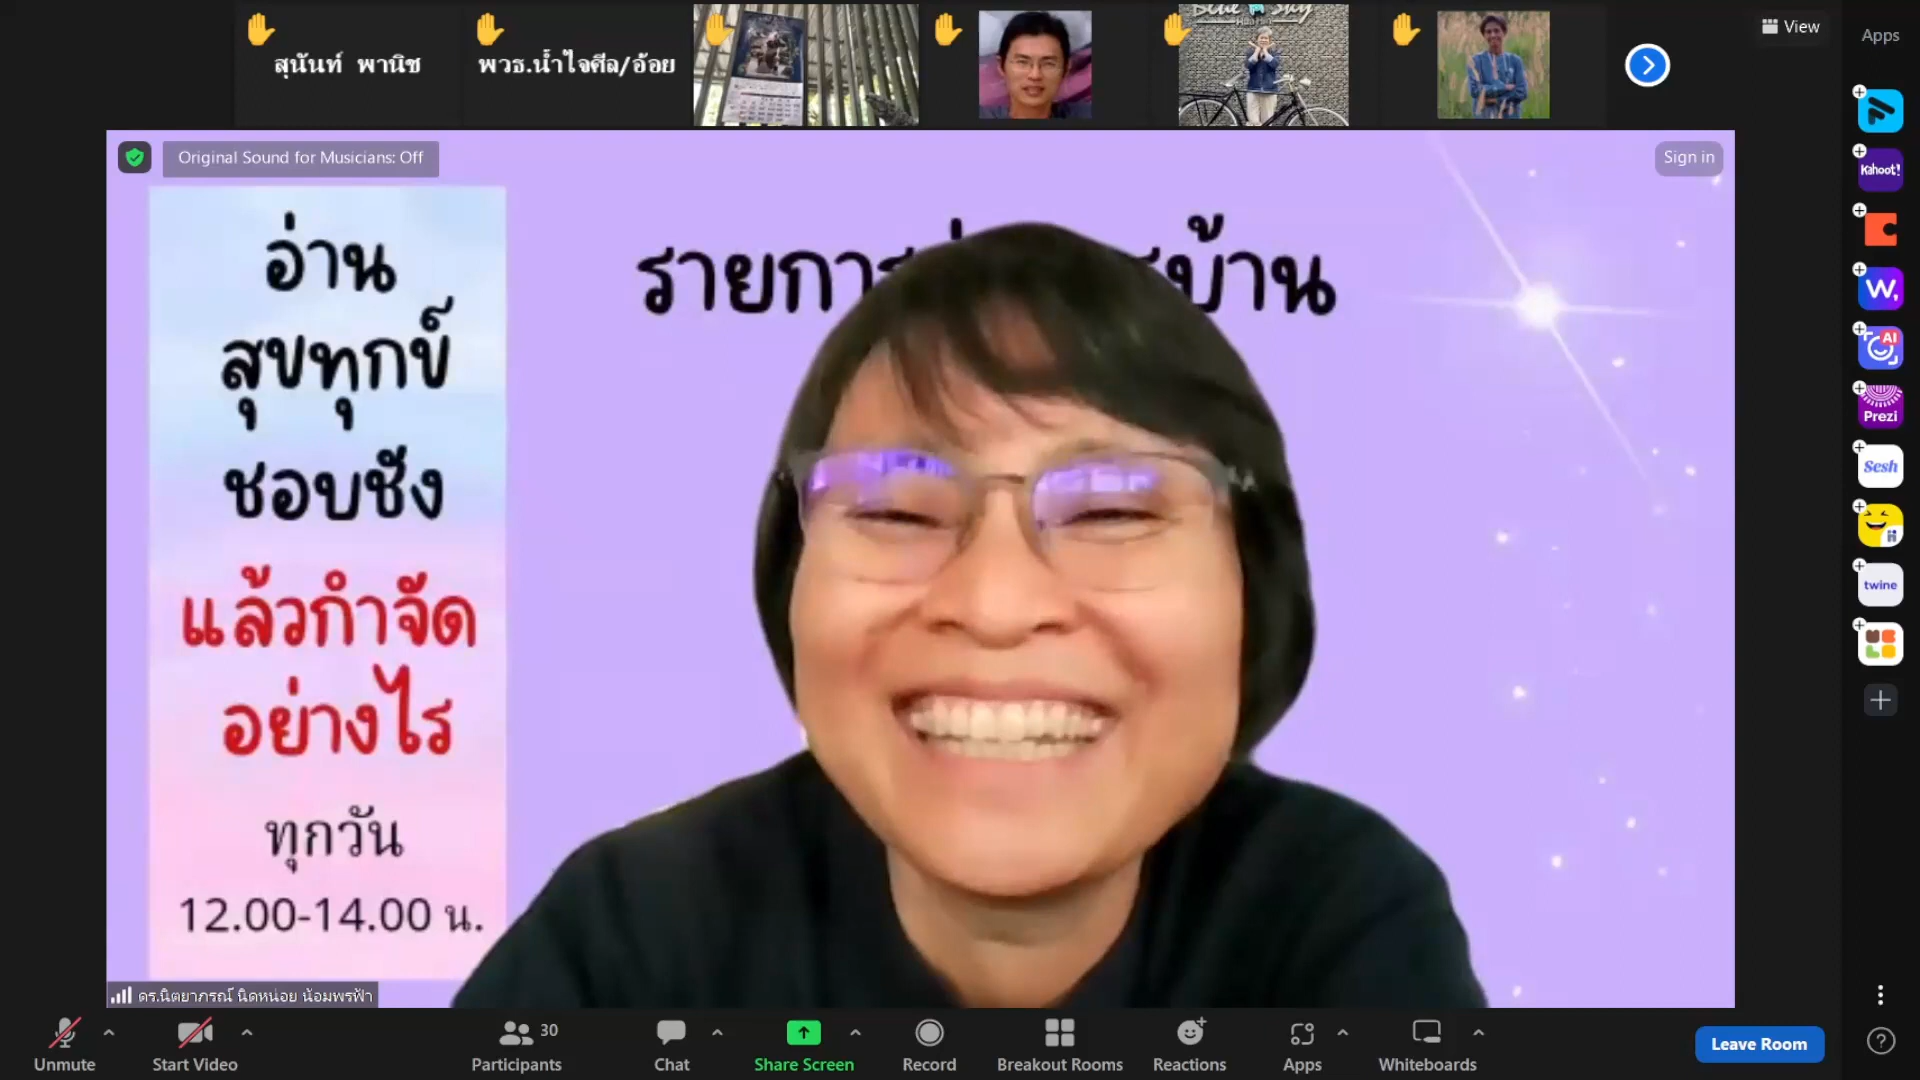 สุนันท์ พานิช
พวธ.น้ำใจศีล/อ้อย
Blue Sky
View
Apps
Original Sound for Musicians: Off
Sign in
อ่าน
สุขทุกข์
ชอบชัง
แล้วกำจัด
อย่างไร
ทุกวัน
12.00-14.00 น.
บ้าน
ดร.นิตยาภรณ์ นิดหน่อย น้อมพรฟ้า
Kahoot!
W,
AI
Prezi
Sesh
twine
Unmute
Start Video
Participants
30
Chat
Share Screen
Record
Breakout Rooms
Reactions
Apps
Whiteboards
Leave Room